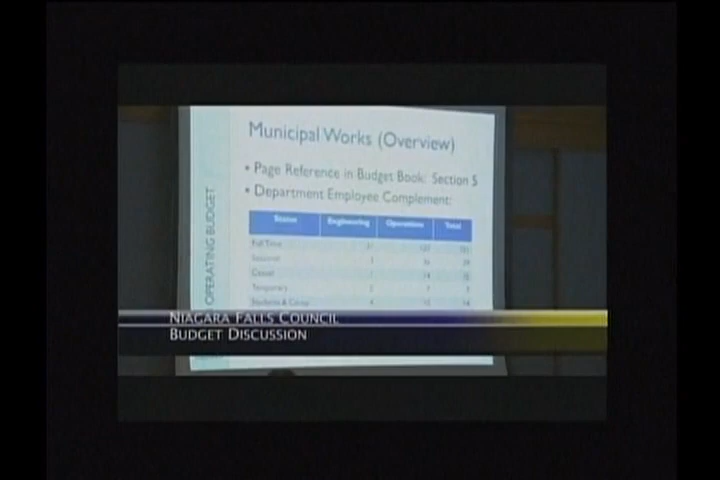 Municipal Works (Overview)
• Page Reference in Budget Book: Section 5
• Department Employee Complement:
OPERATING BUDGET
Status Engineering Operations Total
Full Time
Seasonal
Casual
Temporary
Students & Co-op
NIAGARA FALLS COUNCIL
BUDGET DISCUSSION